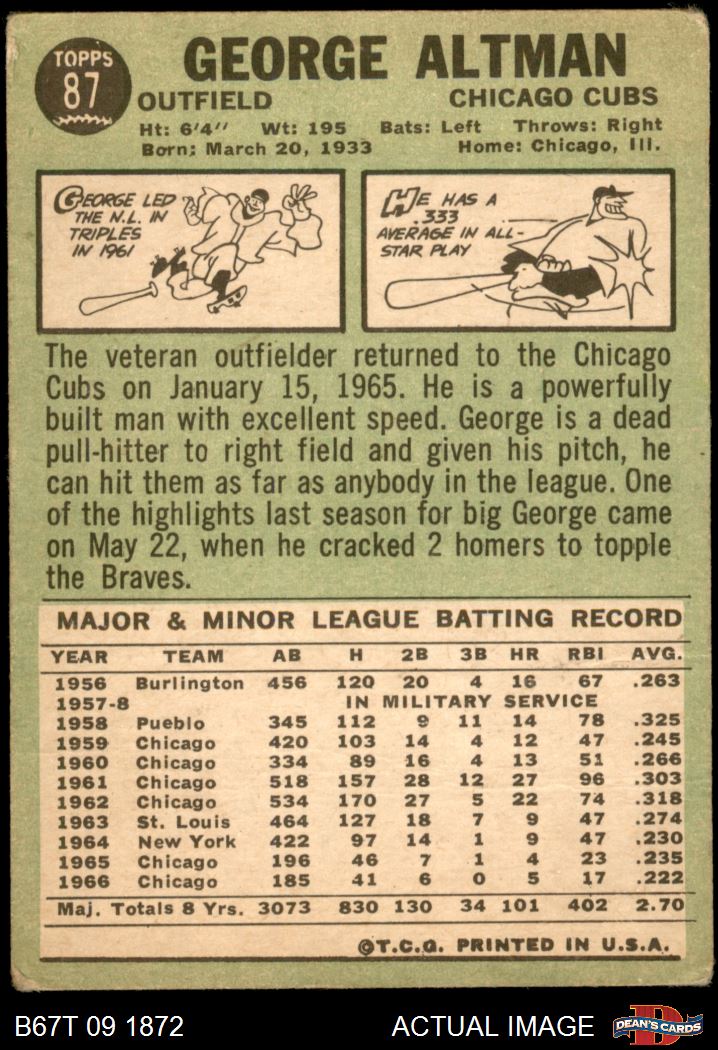 TOPPS
87
GEORGE ALTMAN
OUTFIELD CHICAGO CUBS
Ht: 6'4" Wt: 195 Bats: Left Throws: Right
Born: March 20, 1933 Home: Chicago, Ill.
GEORGE LED
THE N.L. IN
TRIPLES
IN 1961
HE HAS A
.333
AVERAGE IN ALL-
STAR PLAY
The veteran outfielder returned to the Chicago
Cubs on January 15, 1965. He is a powerfully
built man with excellent speed. George is a dead
pull-hitter to right field and given his pitch, he
can hit them as far as anybody in the league. One
of the highlights last season for big George came
on May 22, when he cracked 2 homers to topple
the Braves.
MAJOR & MINOR LEAGUE BATTING RECORD
YEAR TEAM AB H 2B 3B HR RBI AVG.
1956 Burlington 456 120 20 4 16 67 .263
1957-8 IN MILITARY SERVICE
1958 Pueblo 345 112 9 11 14 78 .325
1959 Chicago 420 103 14 4 12 47 .245
1960 Chicago 334 89 16 4 13 51 .266
1961 Chicago 518 157 28 12 27 96 .303
1962 Chicago 534 170 27 5 22 74 .318
1963 St. Louis 464 127 18 7 9 47 .274
1964 New York 422 97 14 1 9 47 .230
1965 Chicago 196 46 7 1 4 23 .235
1966 Chicago 185 41 6 0 5 17 .222
Maj. Totals 8 Yrs. 3073 830 130 34 101 402 2.70
©T.C.G. PRINTED IN U.S.A.
B67T 09 1872 ACTUAL IMAGE DEAN'S CARDS